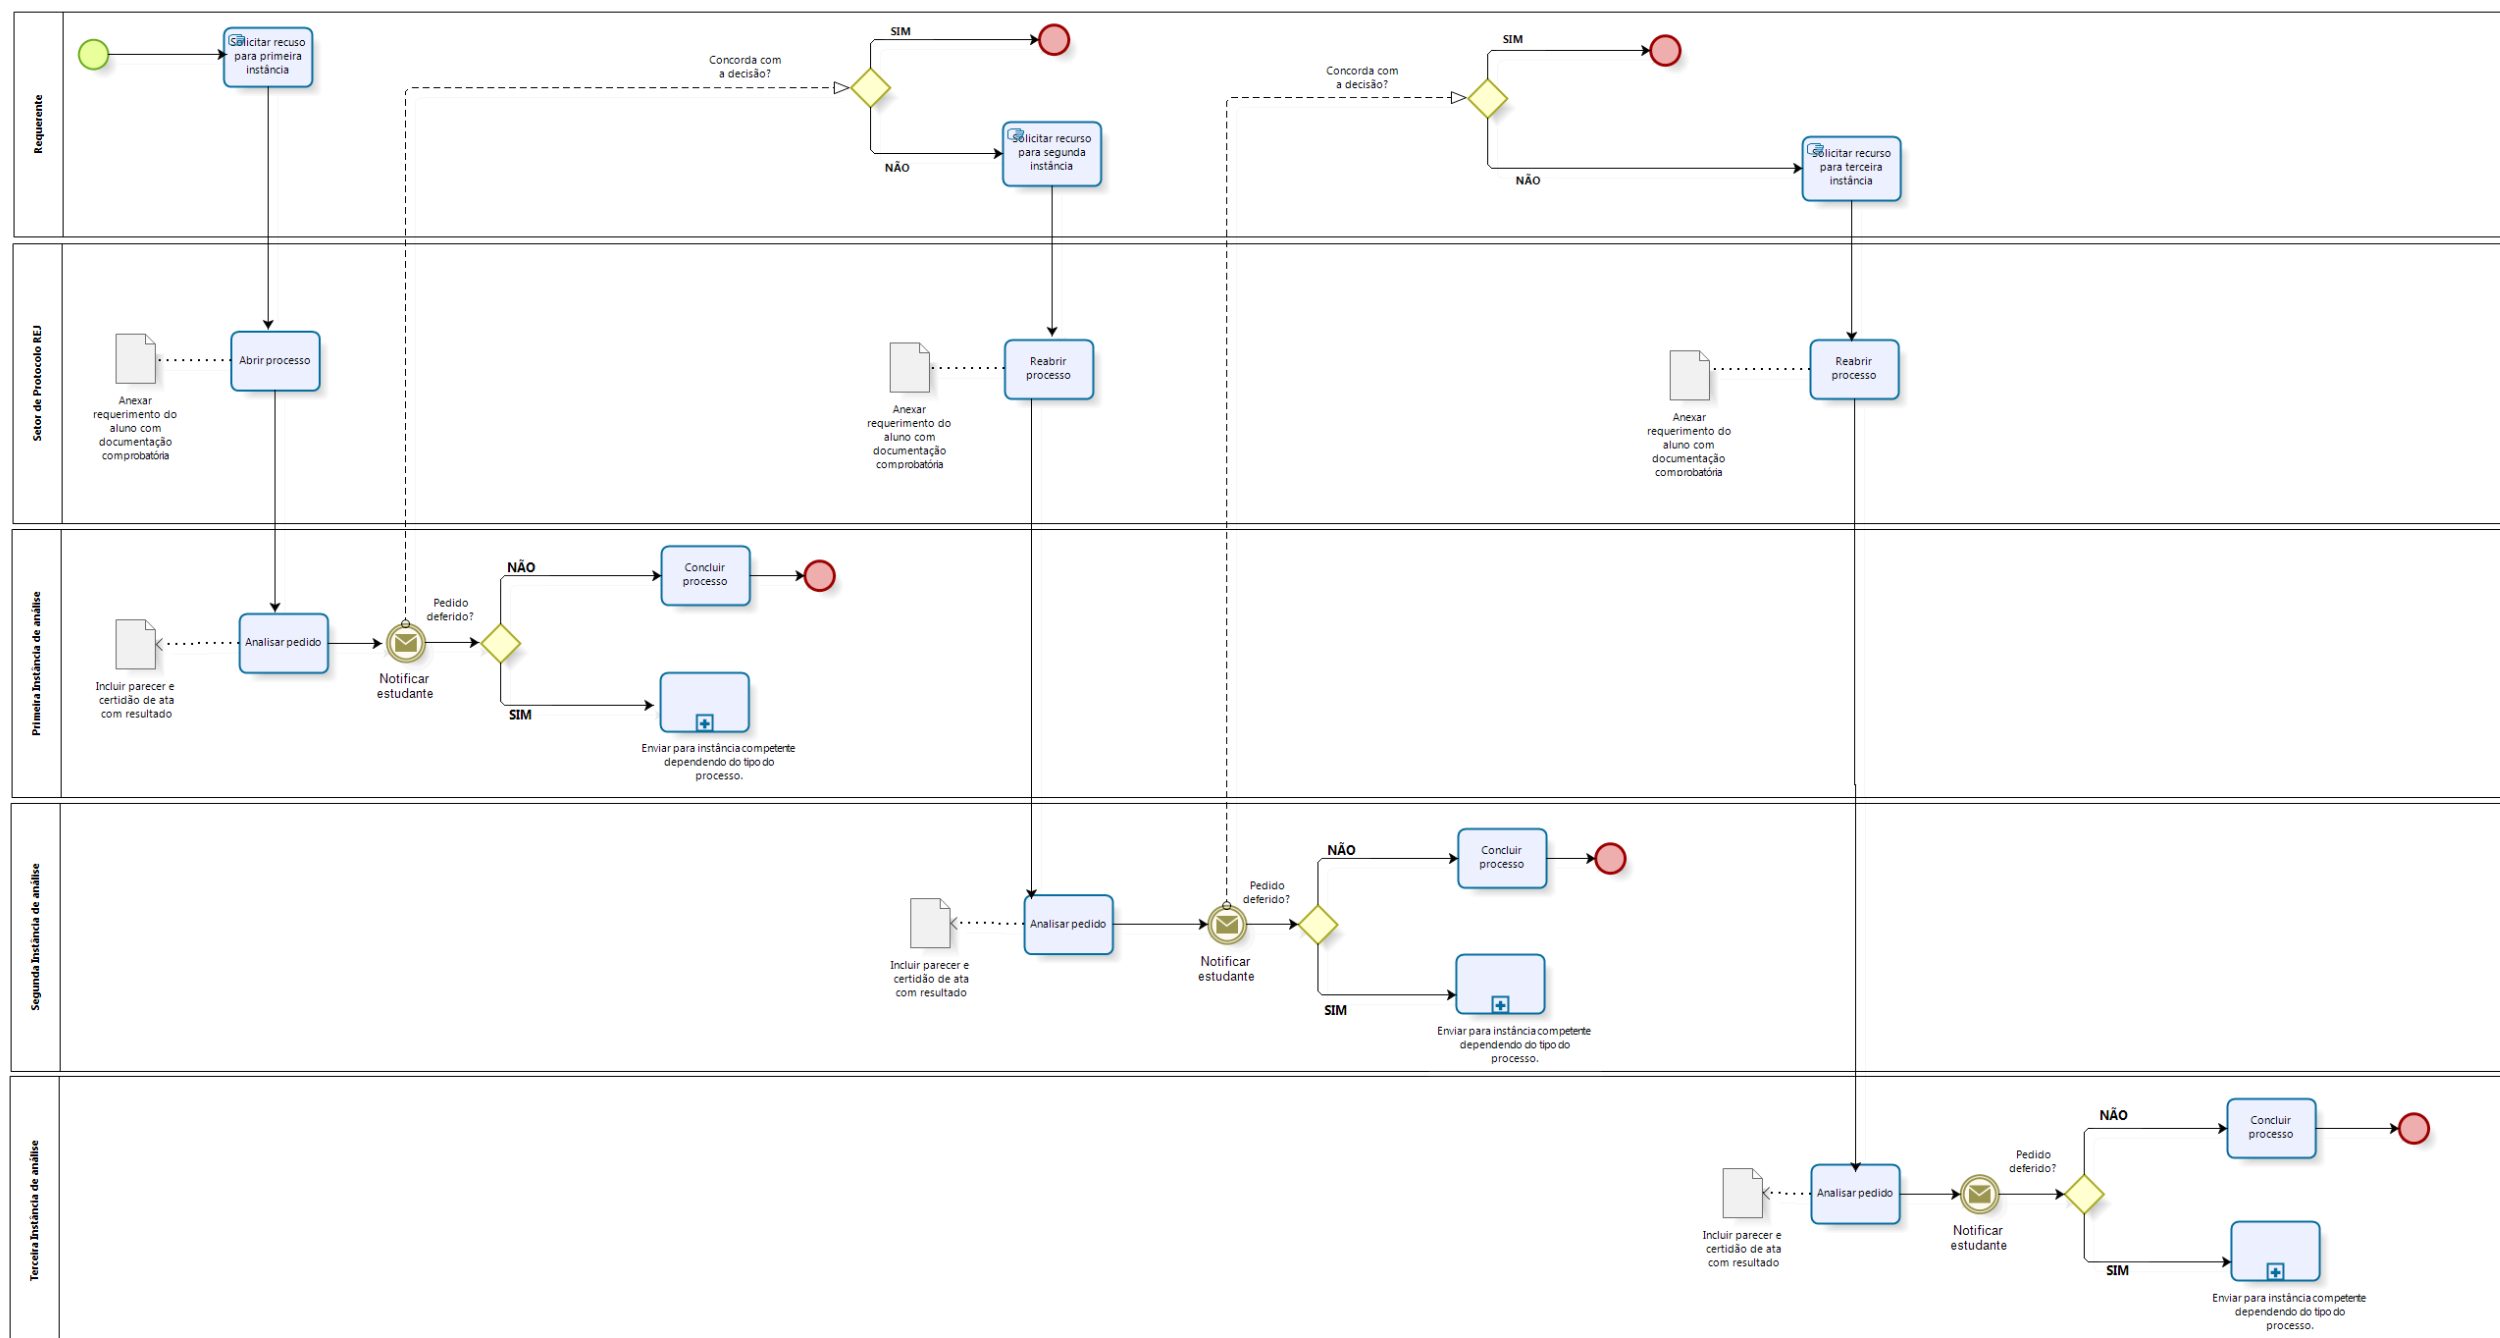 Requerente
Solicitar recuso
para primeira
instância
Concorda com
a decisão?
SIM
NÃO
Solicitar recurso
para segunda
instância
Concorda com
a decisão?
SIM
NÃO
Solicitar recurso
para terceira
instância
Setor de Protocolo REJ
Abrir processo
Anexar
requerimento do
aluno com
documentação
comprobatória
Reabrir
processo
Anexar
requerimento do
aluno com
documentação
comprobatória
Reabrir
processo
Anexar
requerimento do
aluno com
documentação
comprobatória
Primeira Instância de análise
Analisar pedido
Incluir parecer e
certidão de ata
com resultado
Notificar
estudante
Pedido
deferido?
NÃO
Concluir
processo
SIM
Enviar para instância competente
dependendo do tipo do
processo.
Segunda Instância de análise
Analisar pedido
Incluir parecer e
certidão de ata
com resultado
Notificar
estudante
Pedido
deferido?
NÃO
Concluir
processo
SIM
Enviar para instância competente
dependendo do tipo do
processo.
Terceira Instância de análise
Analisar pedido
Incluir parecer e
certidão de ata
com resultado
Notificar
estudante
Pedido
deferido?
NÃO
Concluir
processo
SIM
Enviar para instância competente
dependendo do tipo do
processo.